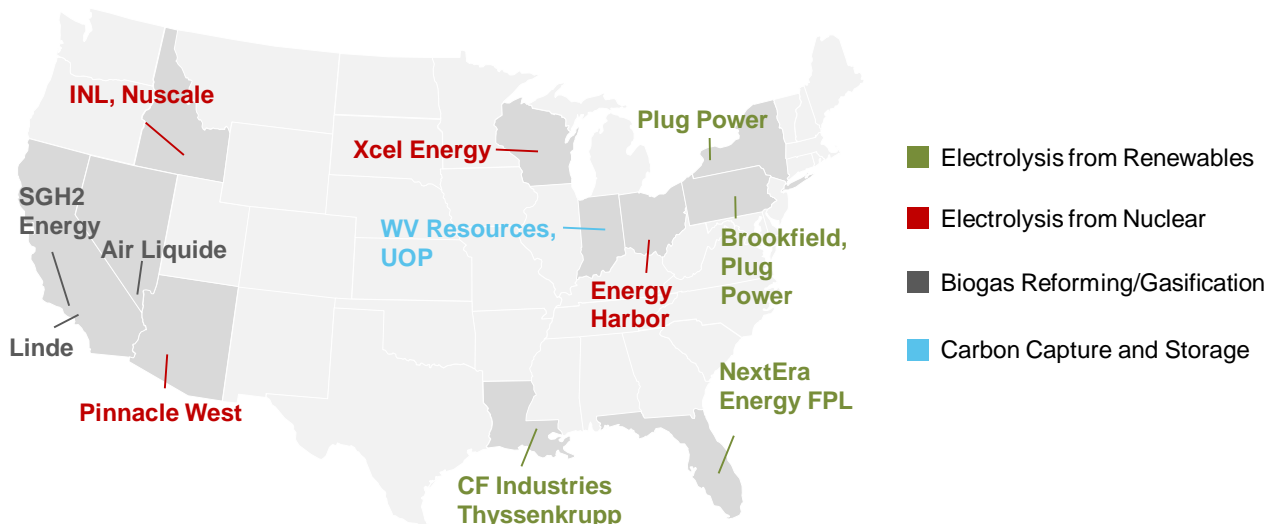 INL, Nuscale
Xcel Energy
Plug Power
SGH2
Energy
Air Liquide
WV Resources,
UOP
Brookfield,
Plug
Power
Energy
Harbor
Linde
Pinnacle West
NextEra
Energy FPL
CF Industries
Thyssenkrupp
Electrolysis from Renewables
Electrolysis from Nuclear
Biogas Reforming/Gasification
Carbon Capture and Storage